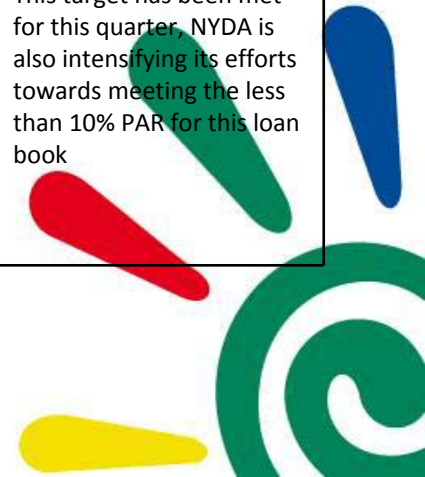 This target has been met
for this quarter, NYDA is
also intensifying its efforts
towards meeting the less
than 10% PAR for this loan
book